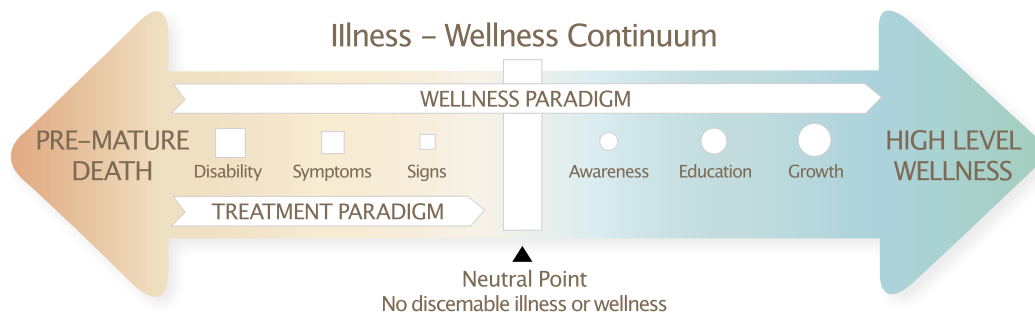 Illness – Wellness Continuum
WELLNESS PARADIGM
PRE-MATURE
DEATH
Disability
Symptoms
Signs
Awareness
Education
Growth
HIGH LEVEL
WELLNESS
TREATMENT PARADIGM
Neutral Point
No discemable illness or wellness